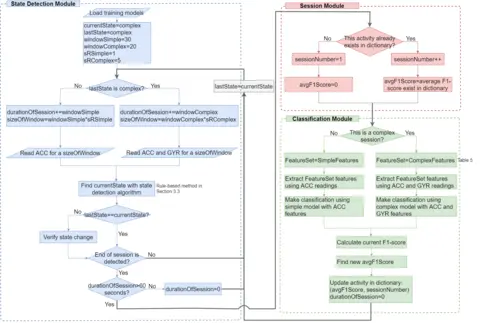 State Detection Module
Load training models
currentState=complex
lastState=complex
windowSimple=30
windowComplex=20
sRSimple=1
sRComplex=5
lastState is complex?
No
Yes
durationOfSession+=windowSimple
sizeOfWindow=windowSimple*sRSimple
durationOfSession+=windowComplex
sizeOfWindow=windowComplex*sRComplex
Read ACC for a sizeOfWindow
Read ACC and GYR for a sizeOfWindow
Find currentState with state
detection algorithm
Rule-based method in
Section 3.3
lastState==currentState?
No
Yes
Verify state change
End of session is
detected?
No
Yes
durationOfSession>60
seconds?
No
durationOfSession=0
Yes
lastState=currentState
Session Module
This activity already
exists in dictionary?
No
Yes
sessionNumber=1
sessionNumber++
avgF1Score=0
avgF1Score=average F1-
score exist in dictionary
Classification Module
This is a complex
session?
No
Yes
FeatureSet=SimpleFeatures
FeatureSet=ComplexFeatures
Table 5
Extract FeatureSet features
using ACC readings
Extract FeatureSet features
using ACC and GYR readings
Make classification using
simple model with ACC
features
Make classification using
complex model with ACC and
GYR features
Calculate current F1-score
Find new avgF1Score
Update activity in dictionary-
(avgF1Score, sessionNumber)
durationOfSession=0